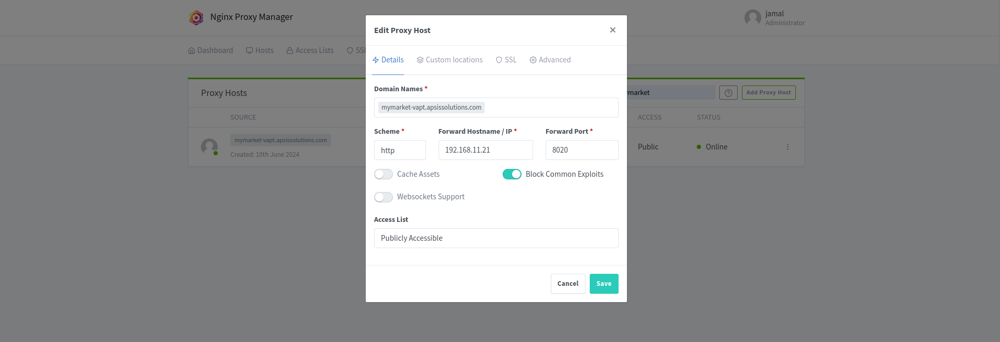 Nginx Proxy Manager
jamal
Administrator
Dashboard
Hosts
Access Lists
SSL
Proxy Hosts
market
Add Proxy Host
SOURCE
ACCESS
STATUS
mymarket-vapt.apsissolutions.com
Created: 10th June 2024
Public
Online
Edit Proxy Host
Details
Custom locations
SSL
Advanced
Domain Names *
mymarket-vapt.apsissolutions.com
Scheme *
Forward Hostname / IP *
Forward Port *
http
192.168.11.21
8020
Cache Assets
Block Common Exploits
Websockets Support
Access List
Publicly Accessible
Cancel
Save